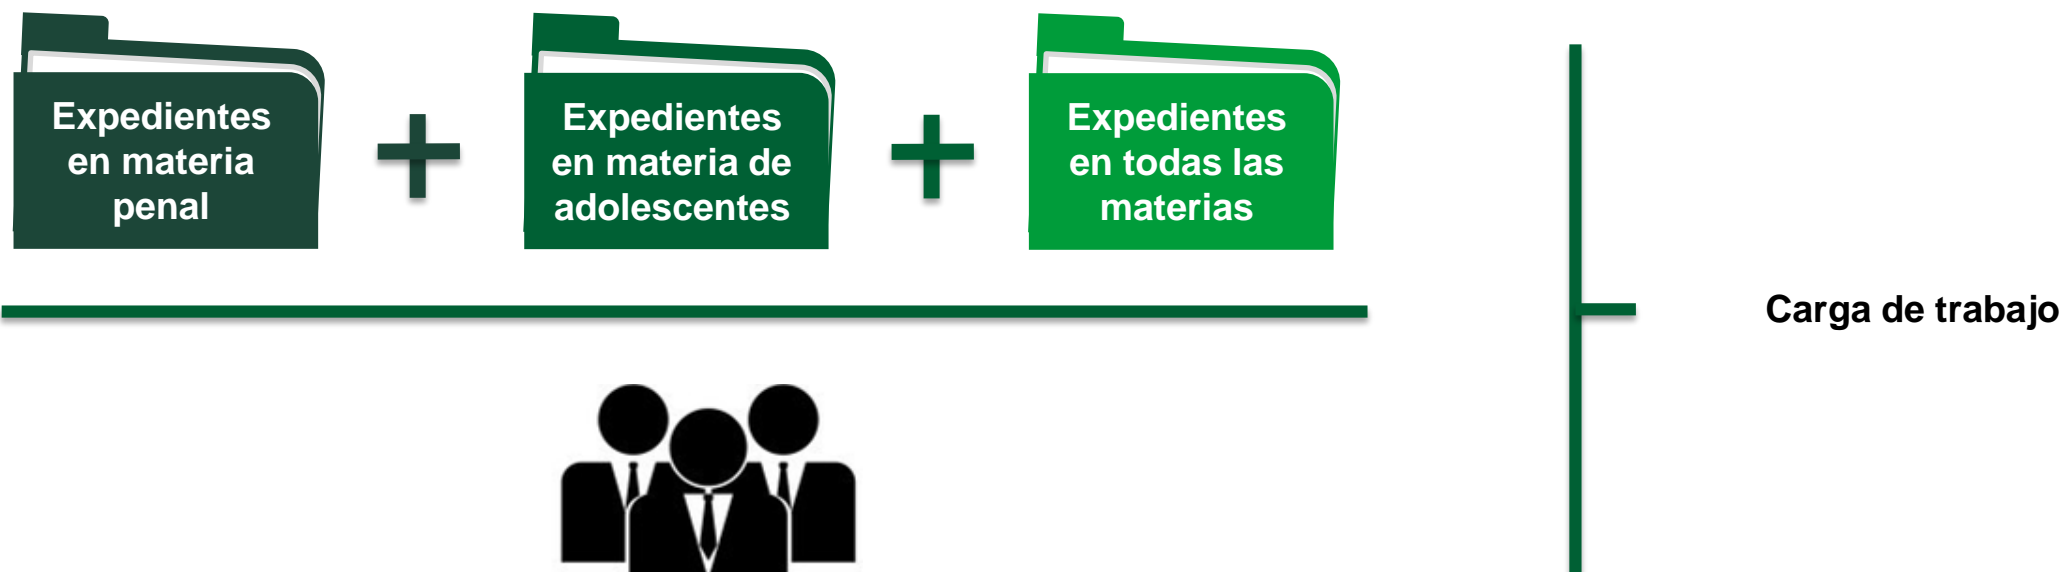 Expedientes
en materia
penal
Expedientes
en materia de
adolescentes
Expedientes
en todas las
materias
Carga de trabajo